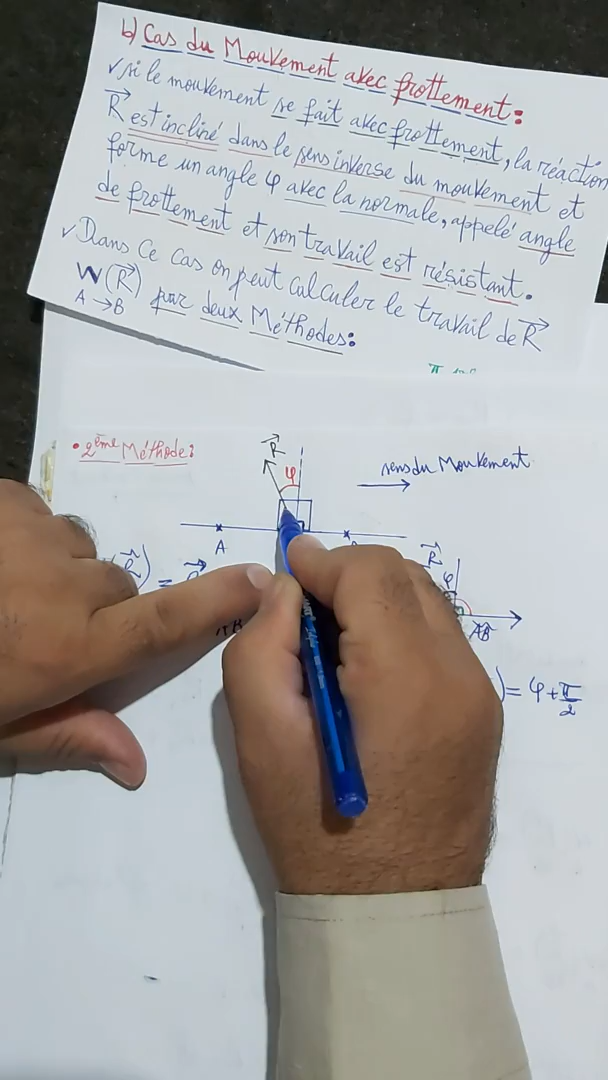 b) Cas du Mouvement avec frottement:
✓ si le mouvement se fait avec frottement, la réaction
R⃗ est incliné dans le sens inverse du mouvement et
forme un angle φ avec la normale, appelé angle
de frottement et son travail est résistant.
✓ Dans ce cas on peut calculer le travail de R⃗
W(R⃗) par deux Méthodes:
A→B
• 2ème Méthode:
R⃗
φ
sens du Mouvement
A
R⃗
φ
R⃗) =
AB
AB
) = φ + π/2